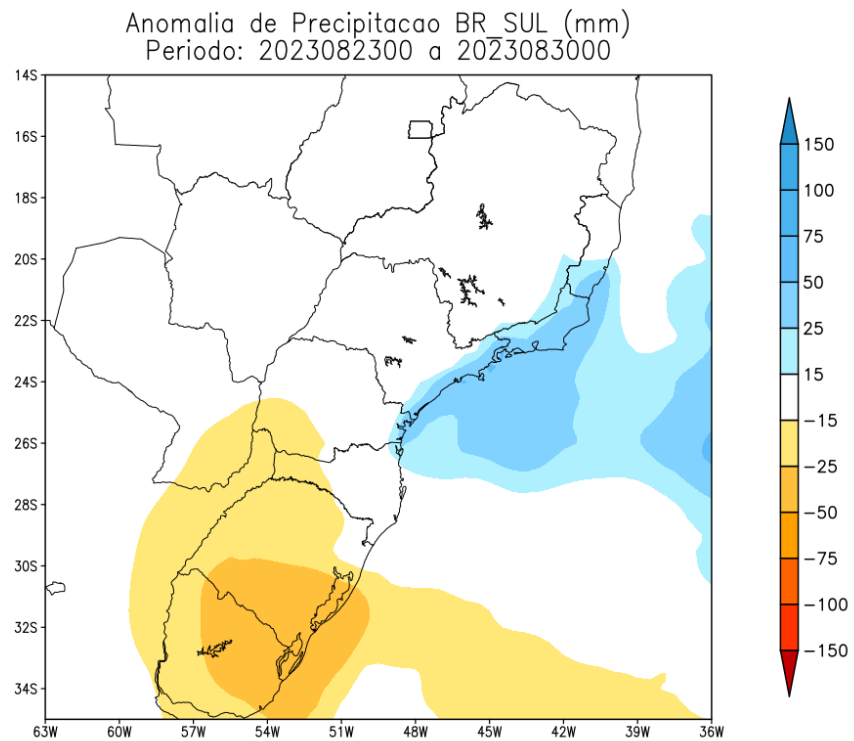 Anomalia de Precipitacao BR_SUL (mm)
Periodo: 2023082300 a 2023083000
14S
16S
18S
20S
22S
24S
26S
28S
30S
32S
34S
63W 60W 57W 54W 51W 48W 45W 42W 39W 36W
150
100
75
50
25
15
-15
-25
-50
-75
-100
-150